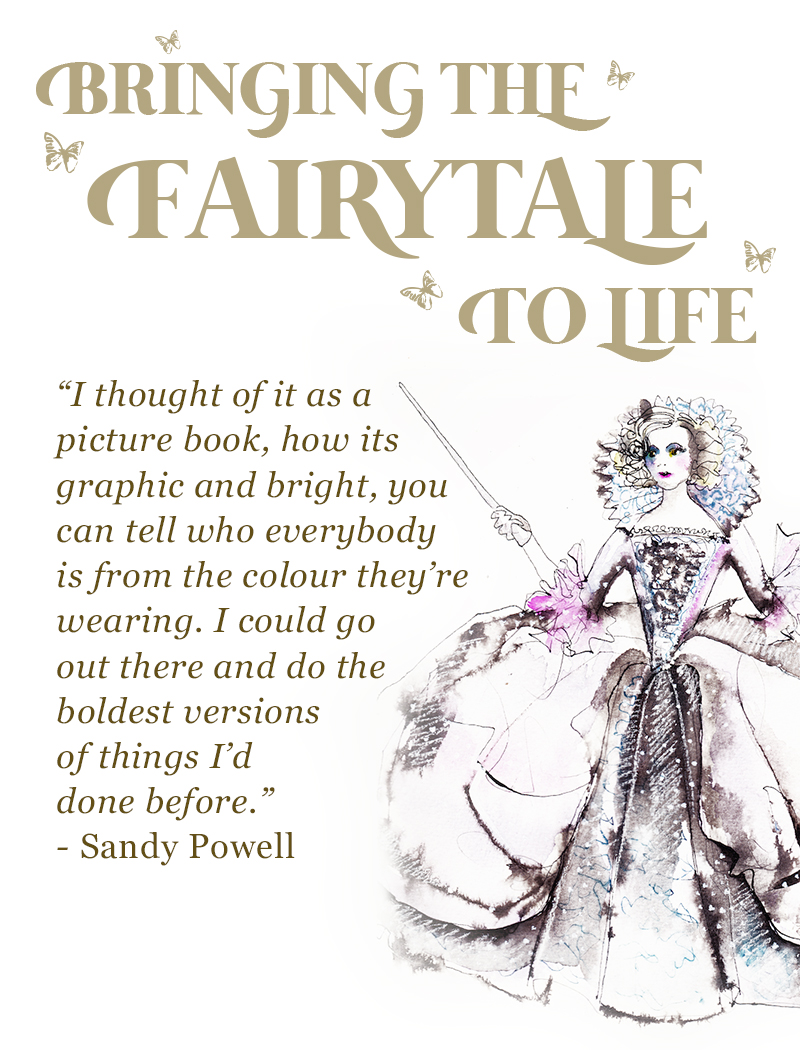 BRINGING THE
FAIRYTALE
TO LIFE
“I thought of it as a
picture book, how its
graphic and bright, you
can tell who everybody
is from the colour they’re
wearing. I could go
out there and do the
boldest versions
of things I’d
done before.”
- Sandy Powell